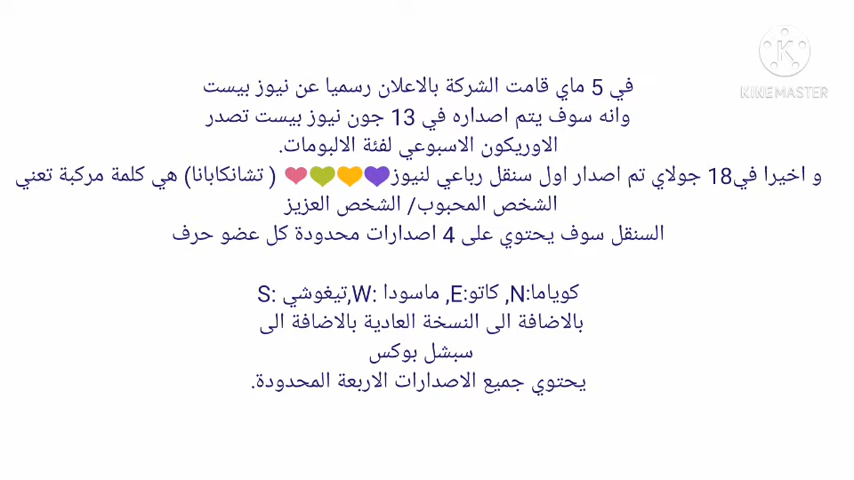 KINEMASTER
في 5 ماي قامت الشركة بالاعلان رسميا عن نيوز بيست
وانه سوف يتم اصداره في 13 جون نيوز بيست تصدر
الاوريكون الاسبوعي لفئة الالبومات.
و اخيرا في18 جولاي تم اصدار اول سنقل رباعي لنيوز💜🧡💚❤ ( تشانكابانا) هي كلمة مركبة تعني
الشخص المحبوب/ الشخص العزيز
السنقل سوف يحتوي على 4 اصدارات محدودة كل عضو حرف
كوياما:N, كاتو:E, ماسودا :W,تيغوشي :S
بالاضافة الى النسخة العادية بالاضافة الى
سبشل بوكس
يحتوي جميع الاصدارات الاربعة المحدودة.